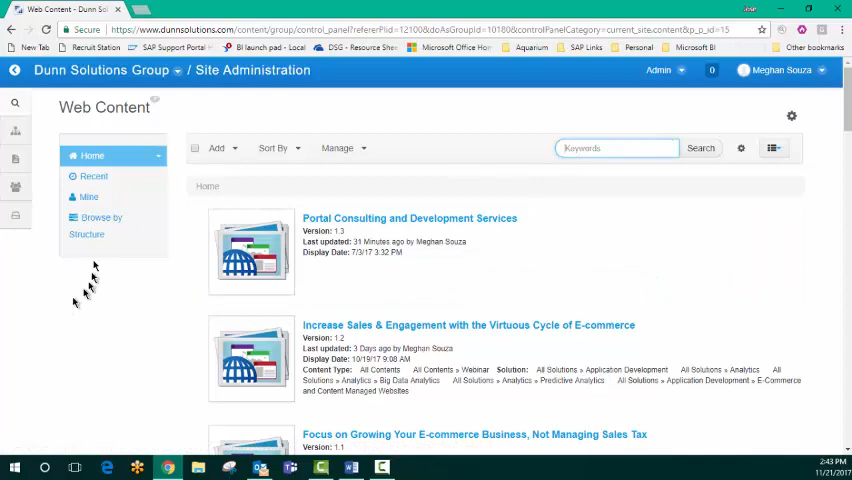 Web Content - Dunn Solu
Jose
Secure
https://www.dunnsolutions.com/content/group/control_panel?refererPlid=12100&doAsGroupId=10180&controlPanelCategory=current_site.content&p_p_id=15
New Tab
Recruit Station
SAP Support Portal
BI launch pad - Local
DSG - Resource Sheet
Microsoft Office Home
Aquarium
SAP Links
Personal
Microsoft BI
Other bookmarks
Dunn Solutions Group / Site Administration
Admin
0
Meghan Souza
Web Content
Home
Recent
Mine
Browse by
Structure
Add
Sort By
Manage
Keywords
Search
Home
Portal Consulting and Development Services
Version: 1.3
Last updated: 31 Minutes ago by Meghan Souza
Display Date: 7/3/17 3:32 PM
Increase Sales & Engagement with the Virtuous Cycle of E-commerce
Version: 1.2
Last updated: 3 Days ago by Meghan Souza
Display Date: 10/19/17 9:08 AM
Content Type: All Contents All Contents » Webinar Solution: All Solutions » Application Development All Solutions » Analytics All
Solutions » Analytics » Big Data Analytics All Solutions » Analytics » Predictive Analytics All Solutions » Application Development » E-Commerce
and Content Managed Websites
Focus on Growing Your E-commerce Business, Not Managing Sales Tax
Version: 1.1
2:43 PM
11/21/2017